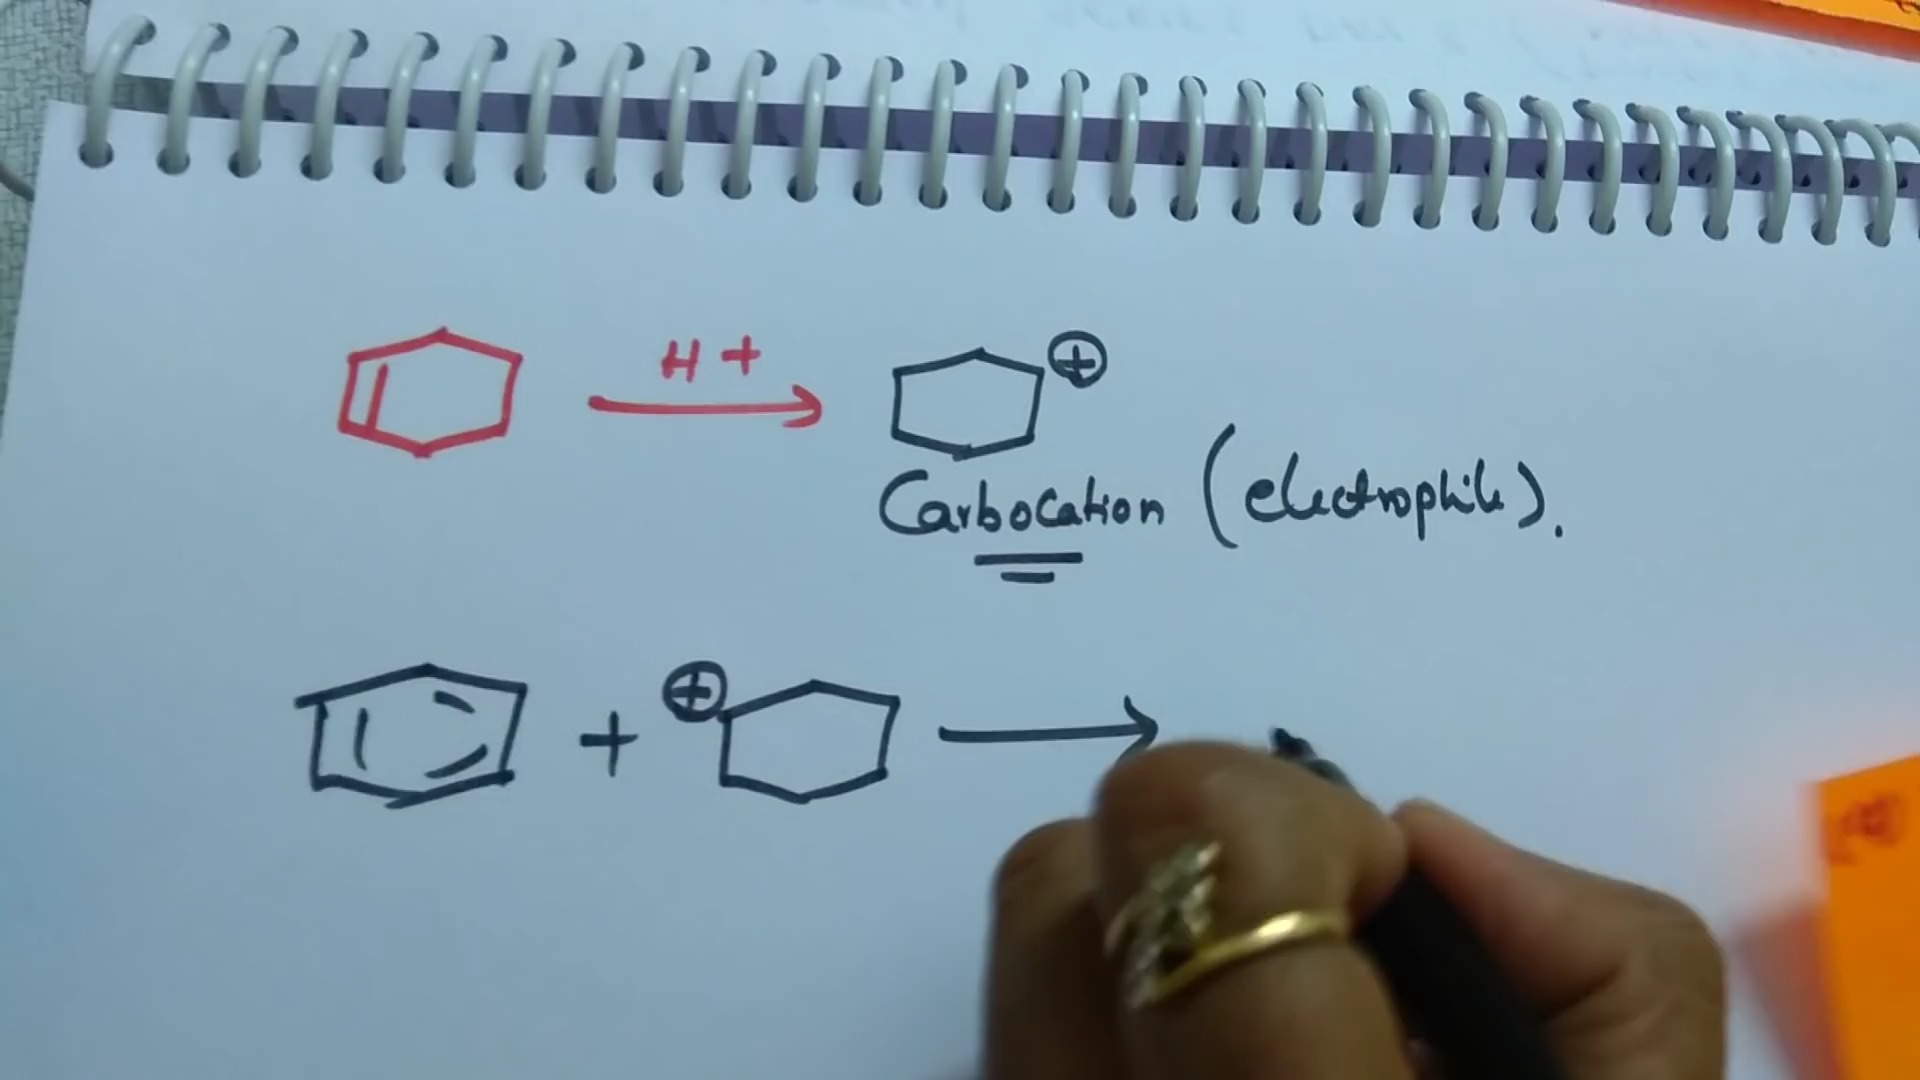 H +
+
Carbocation (electrophile).
+ +